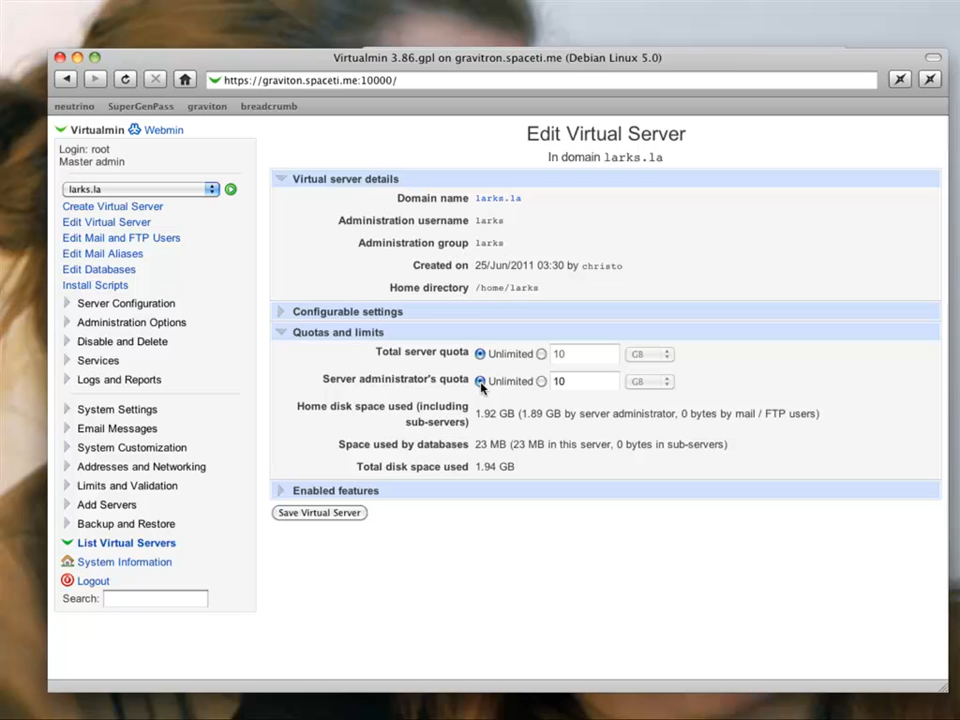 Virtualmin 3.86.gpl on gravitron.spaceti.me (Debian Linux 5.0)
https://graviton.spaceti.me:10000/
neutrino SuperGenPass graviton breadcrumb
Virtualmin Webmin
Login: root
Master admin
larks.la
Create Virtual Server
Edit Virtual Server
Edit Mail and FTP Users
Edit Mail Aliases
Edit Databases
Install Scripts
Server Configuration
Administration Options
Disable and Delete
Services
Logs and Reports
System Settings
Email Messages
System Customization
Addresses and Networking
Limits and Validation
Add Servers
Backup and Restore
List Virtual Servers
System Information
Logout
Search:
Edit Virtual Server
In domain larks.la
Virtual server details
Domain name larks.la
Administration username larks
Administration group larks
Created on 25/Jun/2011 03:30 by christo
Home directory /home/larks
Configurable settings
Quotas and limits
Total server quota Unlimited 10 GB
Server administrator's quota Unlimited 10 GB
Home disk space used (including
sub-servers) 1.92 GB (1.89 GB by server administrator, 0 bytes by mail / FTP users)
Space used by databases 23 MB (23 MB in this server, 0 bytes in sub-servers)
Total disk space used 1.94 GB
Enabled features
Save Virtual Server